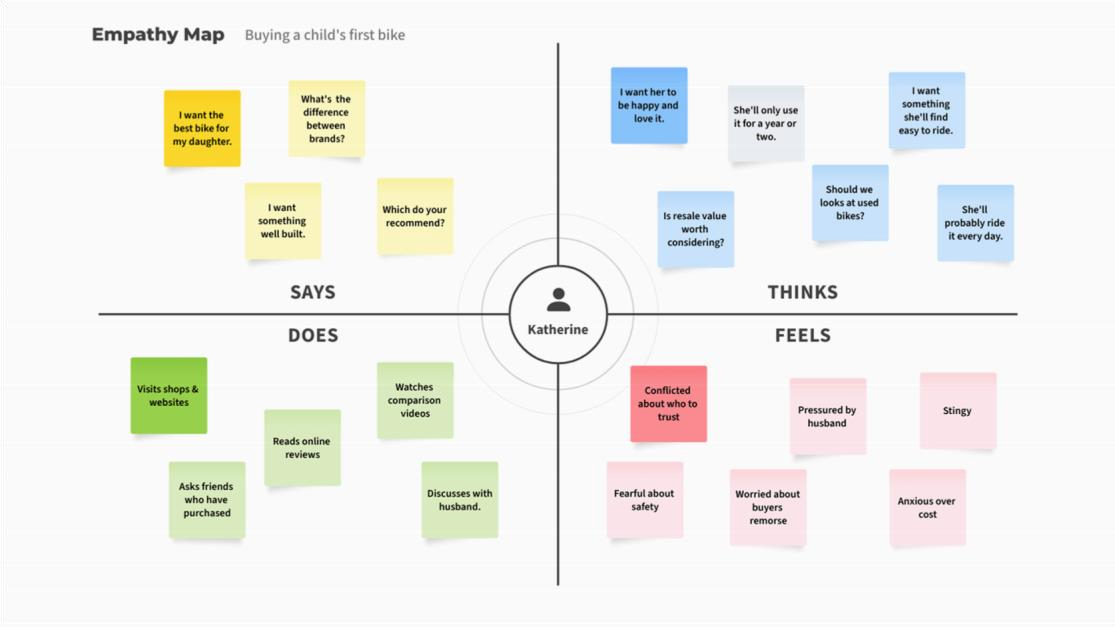 Empathy Map Buying a child's first bike
I want the
best bike for
my daughter.
What's the
difference
between
brands?
I want
something
well built.
Which do your
recommend?
SAYS
I want her to
be happy and
love it.
She'll only use
it for a year or
two.
I want
something
she'll find
easy to ride.
Is resale value
worth
considering?
Should we
looks at used
bikes?
She'll
probably ride
it every day.
THINKS
Katherine
DOES
Visits shops &
websites
Reads online
reviews
Watches
comparison
videos
Asks friends
who have
purchased
Discusses with
husband.
FEELS
Conflicted
about who to
trust
Pressured by
husband
Stingy
Fearful about
safety
Worried about
buyers
remorse
Anxious over
cost